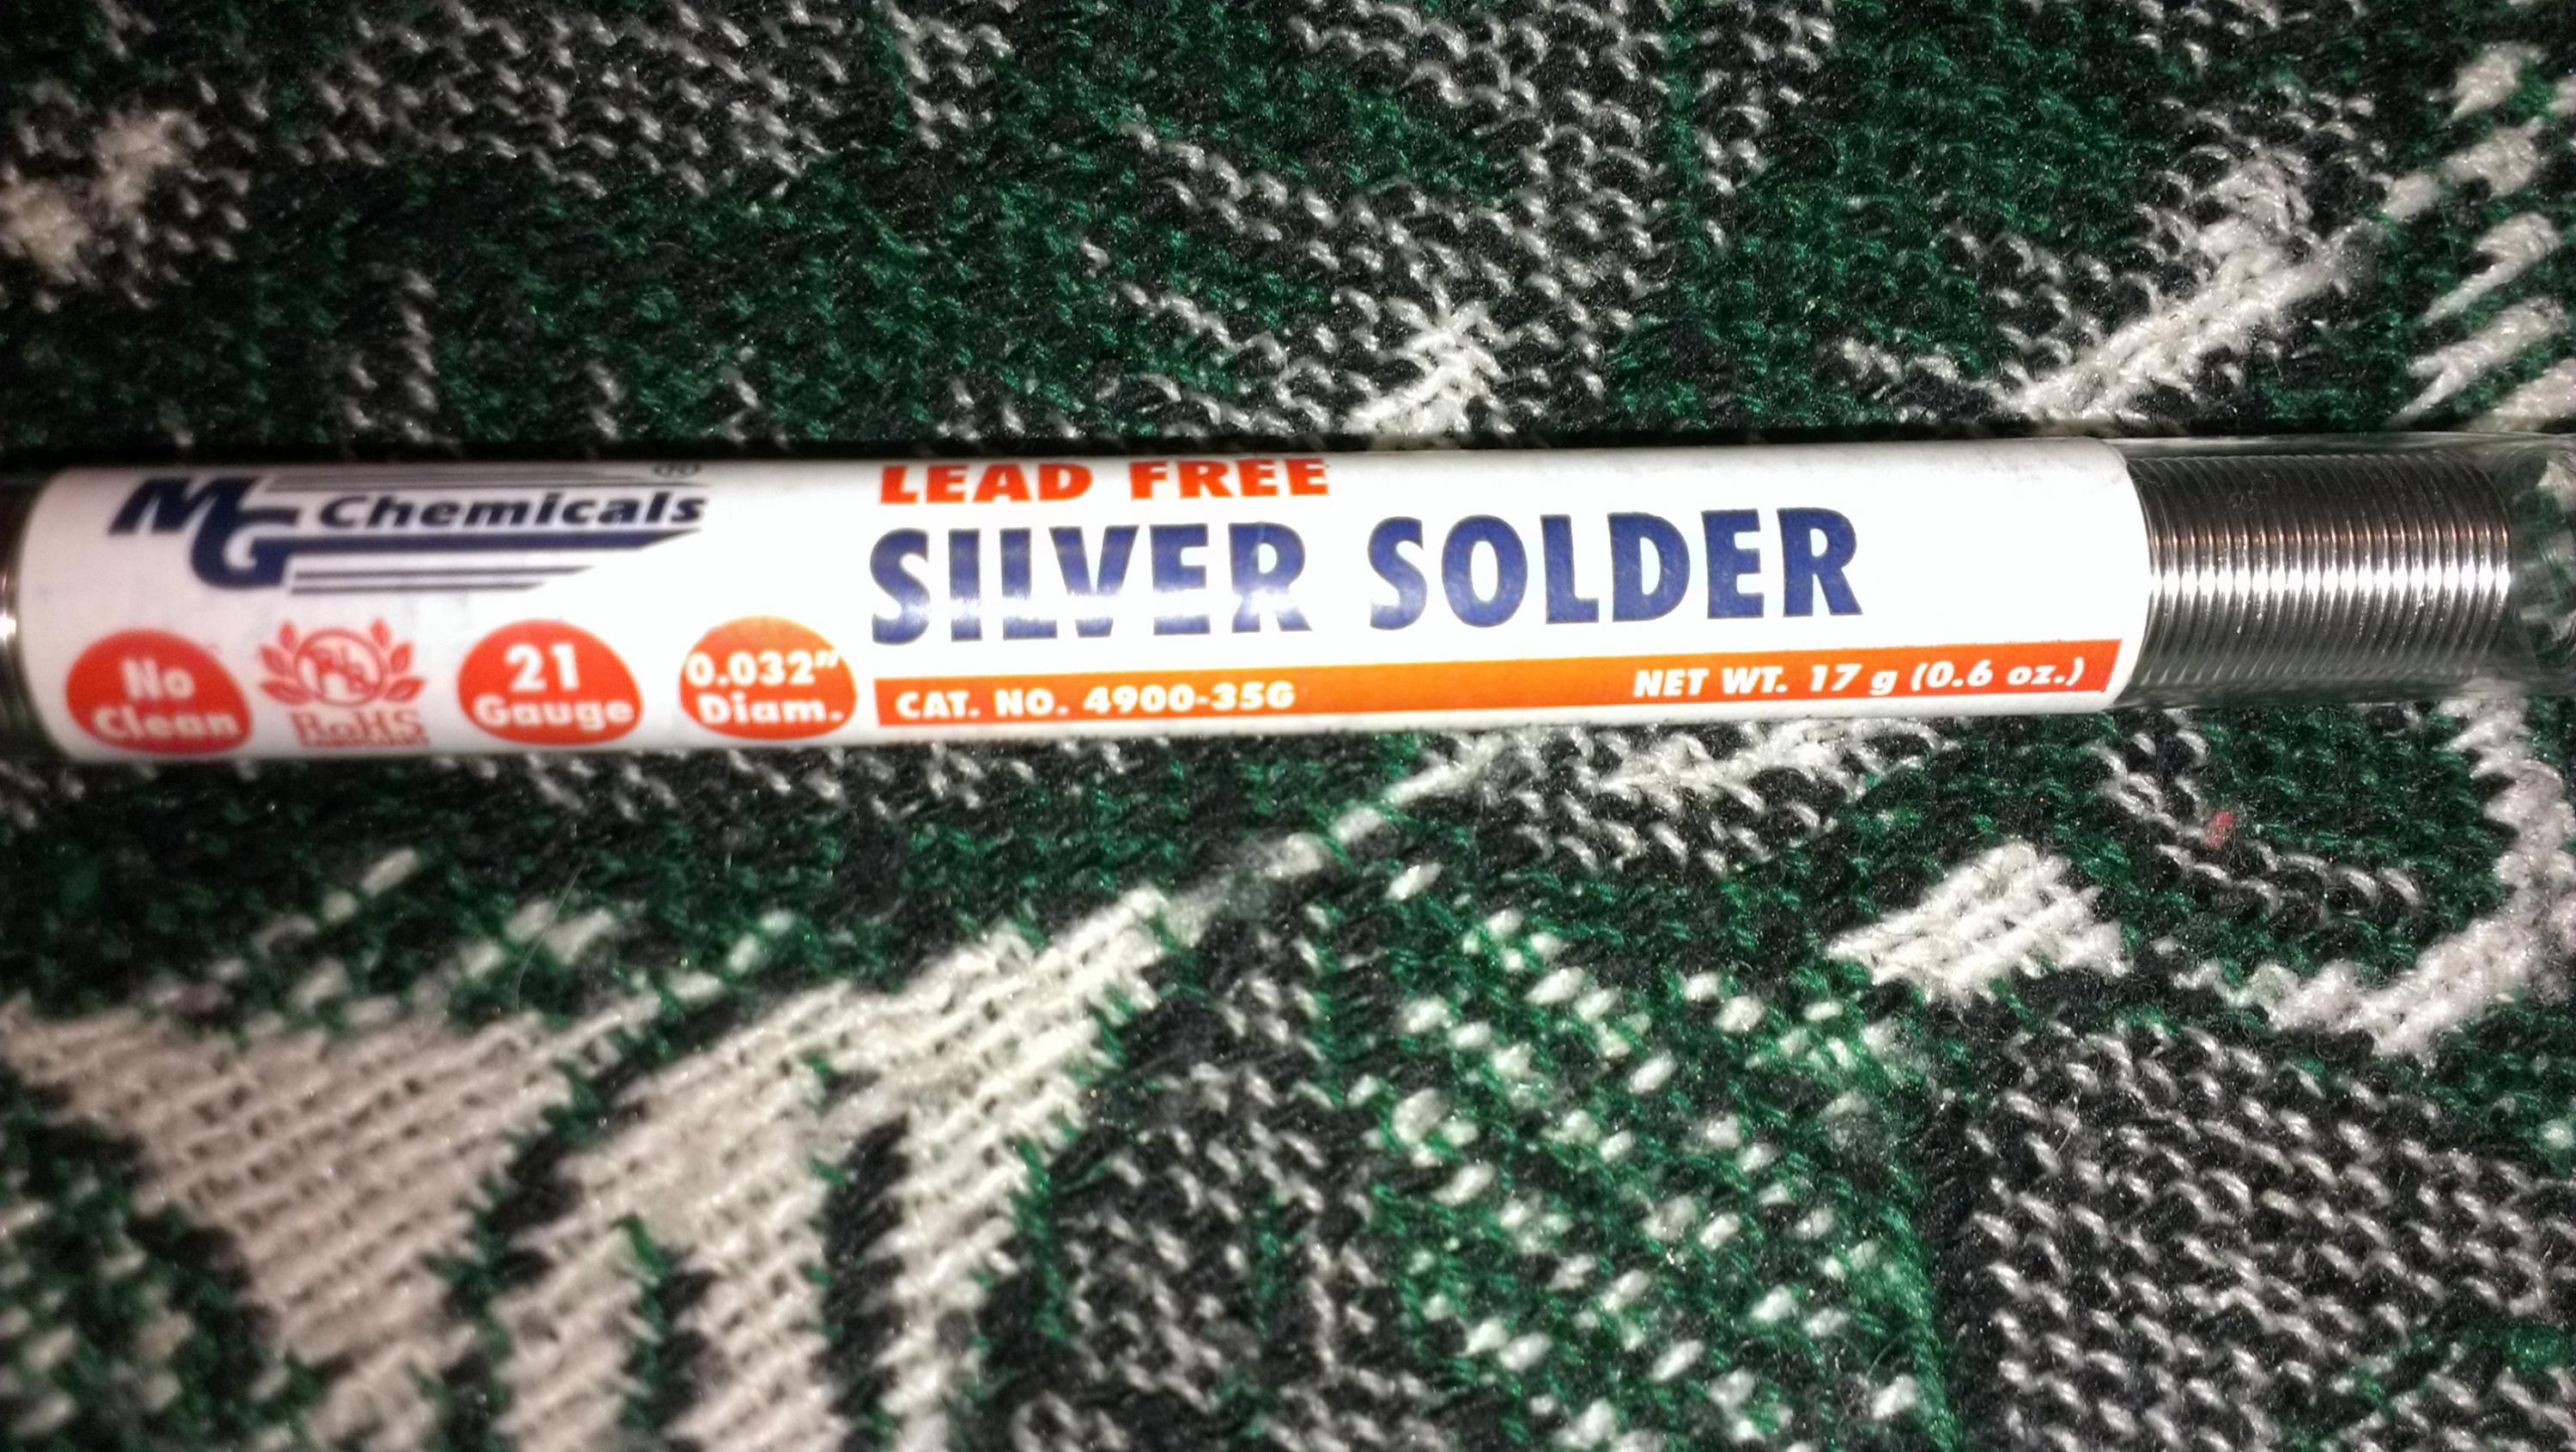 MG Chemicals
LEAD FREE
SILVER SOLDER
No
Clean
RoHS
21
Gauge
0.032"
Diam.
CAT. NO. 4900-35G
NET WT. 17 g (0.6 oz.)